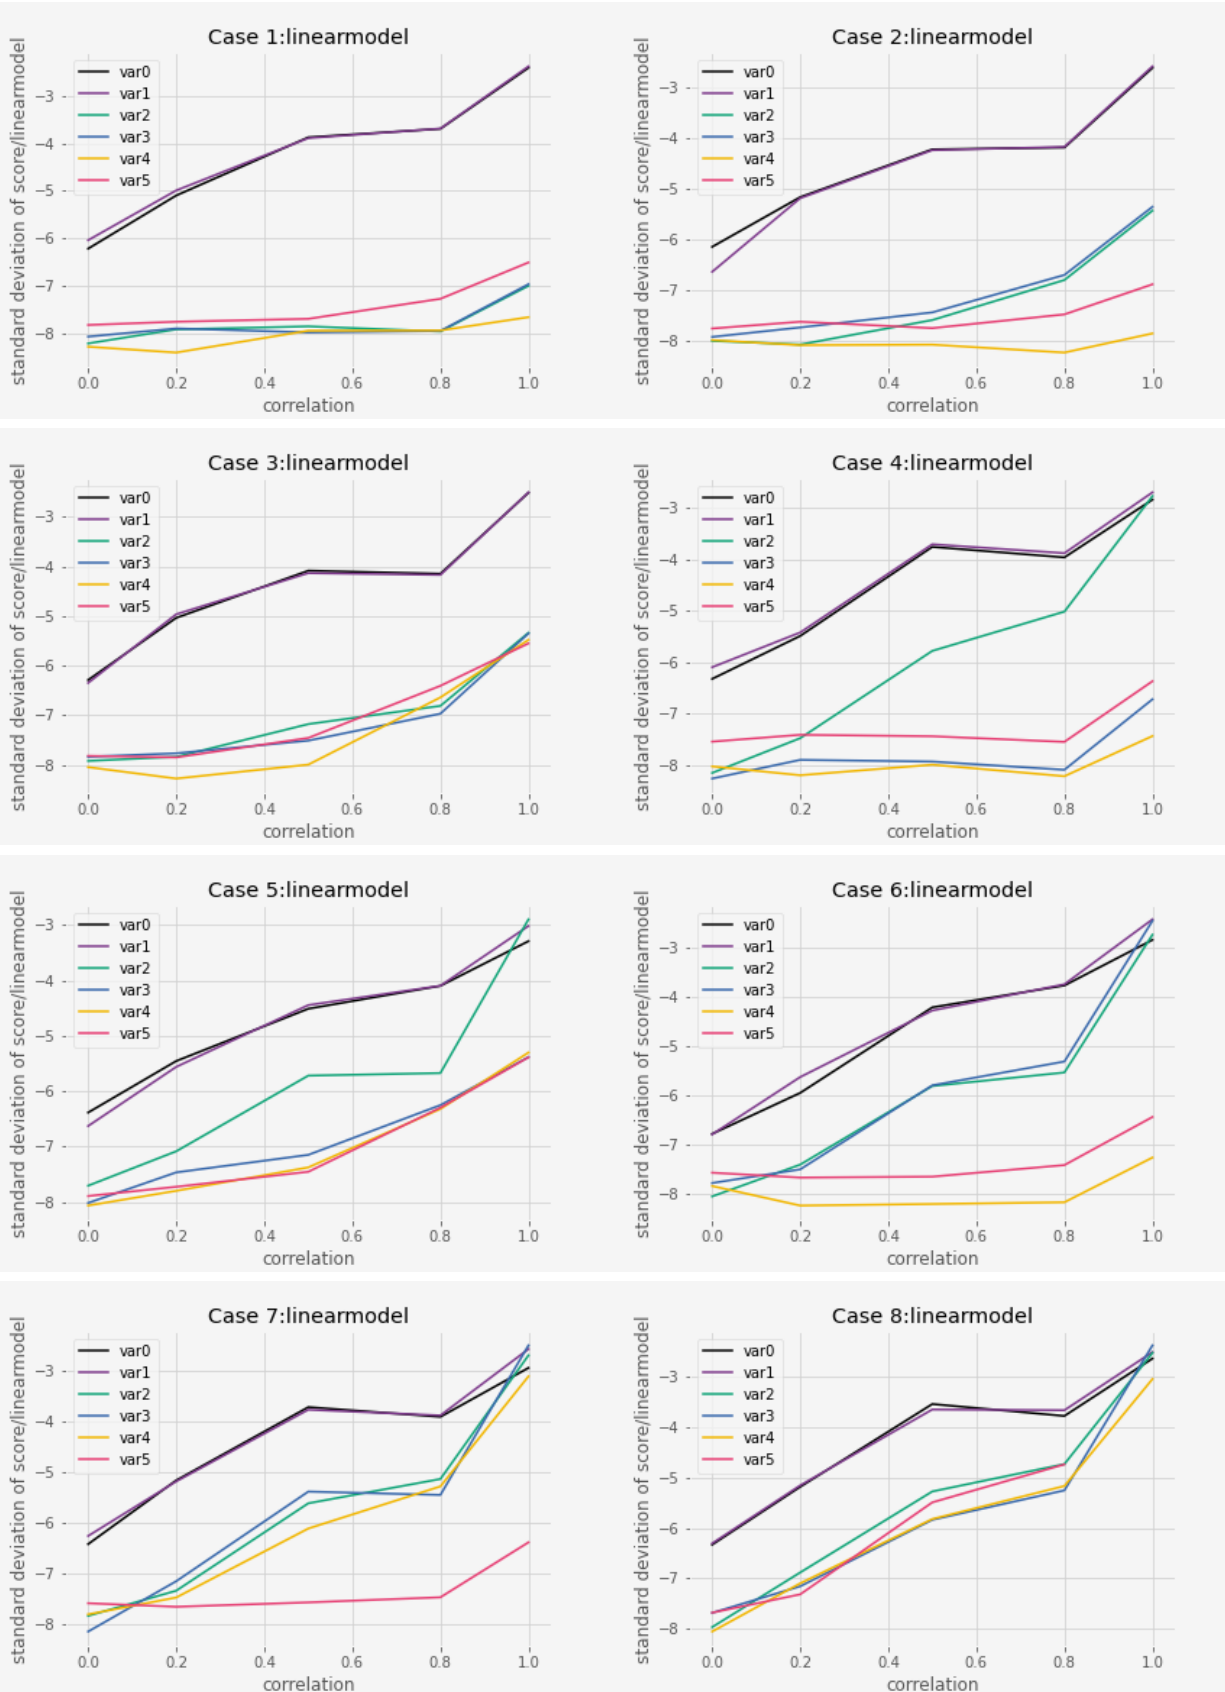 Case 1:linearmodel
standard deviation of score/linearmodel
var0
var1
var2
var3
var4
var5
−3
−4
−5
−6
−7
−8
0.0 0.2 0.4 0.6 0.8 1.0
correlation
Case 2:linearmodel
standard deviation of score/linearmodel
var0
var1
var2
var3
var4
var5
−3
−4
−5
−6
−7
−8
0.0 0.2 0.4 0.6 0.8 1.0
correlation
Case 3:linearmodel
standard deviation of score/linearmodel
var0
var1
var2
var3
var4
var5
−3
−4
−5
−6
−7
−8
0.0 0.2 0.4 0.6 0.8 1.0
correlation
Case 4:linearmodel
standard deviation of score/linearmodel
var0
var1
var2
var3
var4
var5
−3
−4
−5
−6
−7
−8
0.0 0.2 0.4 0.6 0.8 1.0
correlation
Case 5:linearmodel
standard deviation of score/linearmodel
var0
var1
var2
var3
var4
var5
−3
−4
−5
−6
−7
−8
0.0 0.2 0.4 0.6 0.8 1.0
correlation
Case 6:linearmodel
standard deviation of score/linearmodel
var0
var1
var2
var3
var4
var5
−3
−4
−5
−6
−7
−8
0.0 0.2 0.4 0.6 0.8 1.0
correlation
Case 7:linearmodel
standard deviation of score/linearmodel
var0
var1
var2
var3
var4
var5
−3
−4
−5
−6
−7
−8
0.0 0.2 0.4 0.6 0.8 1.0
correlation
Case 8:linearmodel
standard deviation of score/linearmodel
var0
var1
var2
var3
var4
var5
−3
−4
−5
−6
−7
−8
0.0 0.2 0.4 0.6 0.8 1.0
correlation